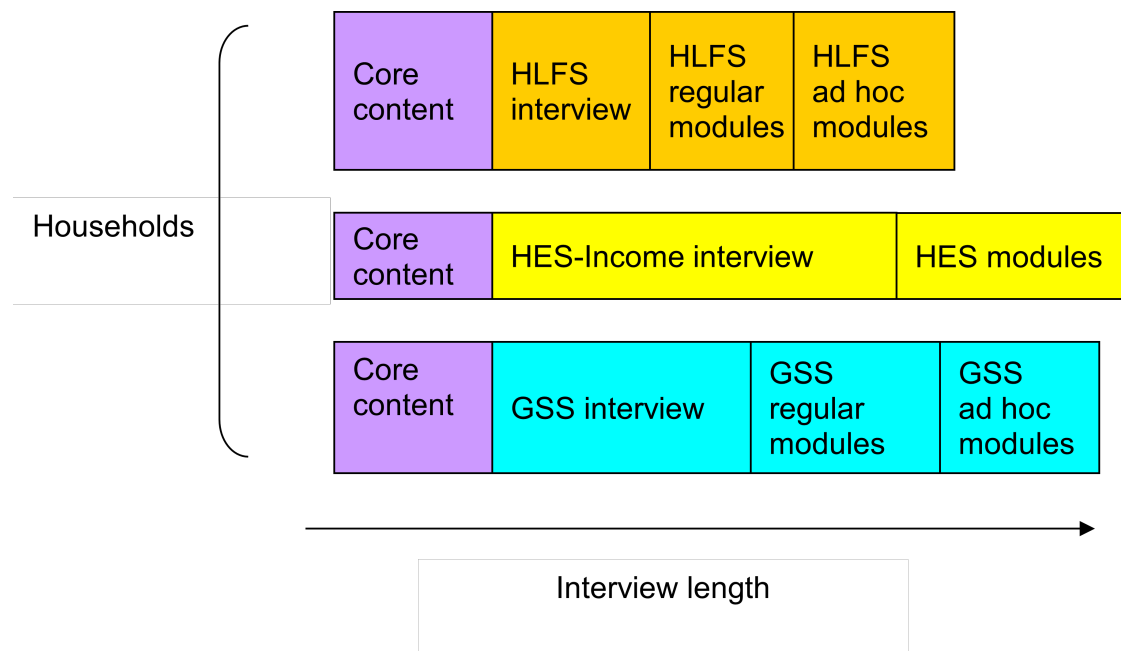 Core
content
HLFS
interview
HLFS
regular
modules
HLFS
ad hoc
modules
Households
Core
content
HES-Income interview
HES modules
Core
content
GSS interview
GSS
regular
modules
GSS
ad hoc
modules
Interview length